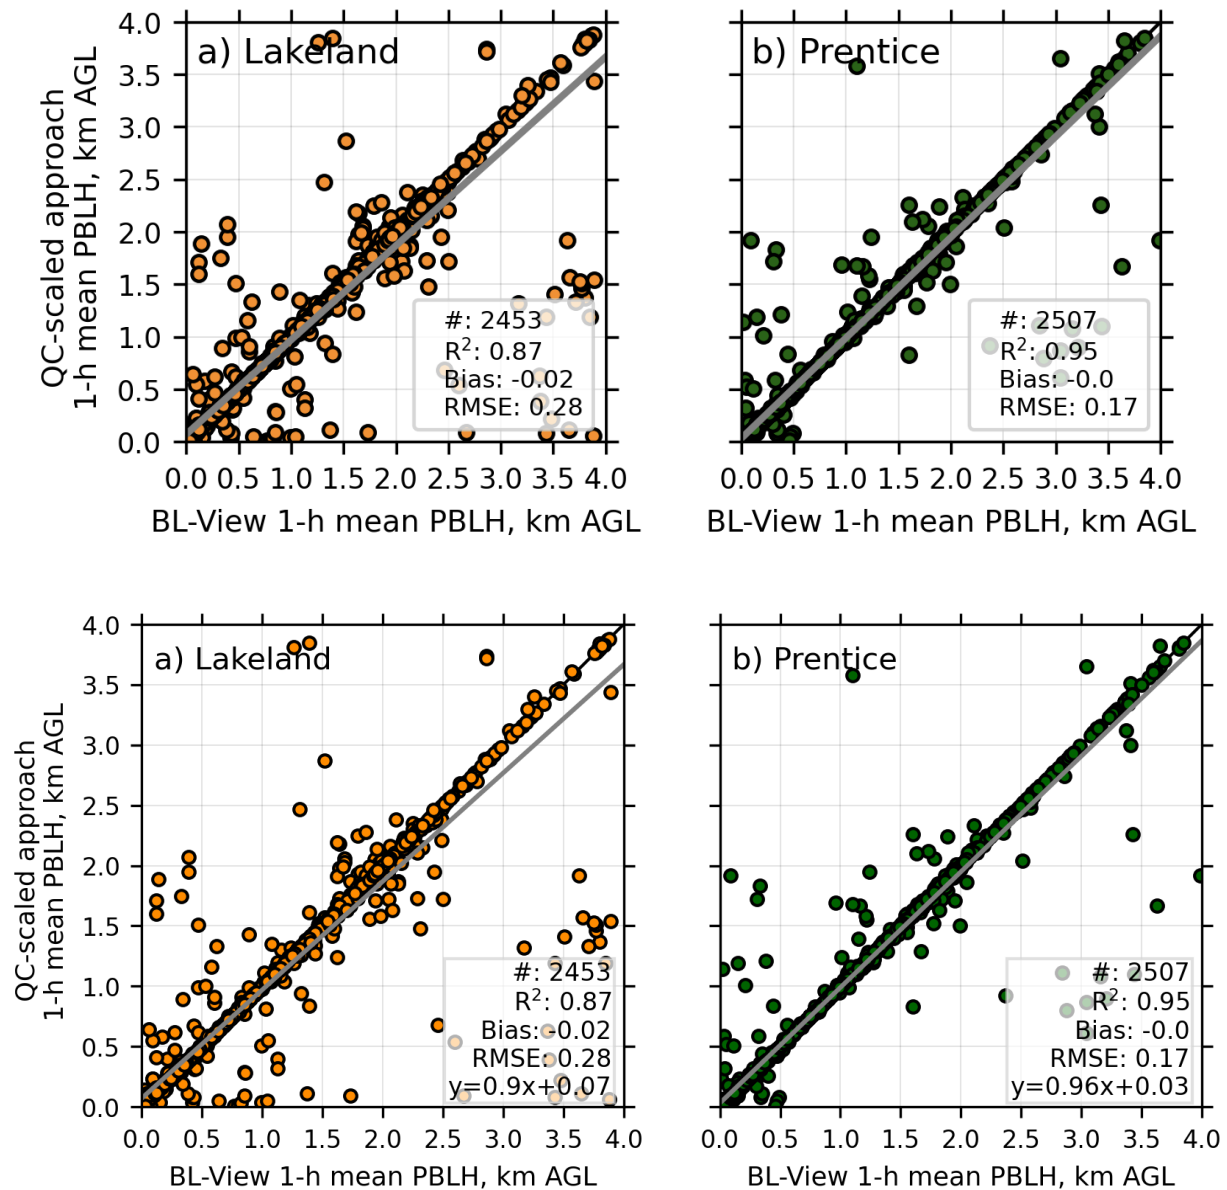 a) Lakeland
QC-scaled approach
1-h mean PBLH, km AGL
4.0
3.5
3.0
2.5
2.0
1.5
1.0
0.5
0.0
#: 2453
R²: 0.87
Bias: -0.02
RMSE: 0.28
0.0 0.5 1.0 1.5 2.0 2.5 3.0 3.5 4.0
BL-View 1-h mean PBLH, km AGL
b) Prentice
#: 2507
R²: 0.95
Bias: -0.0
RMSE: 0.17
0.0 0.5 1.0 1.5 2.0 2.5 3.0 3.5 4.0
BL-View 1-h mean PBLH, km AGL
a) Lakeland
QC-scaled approach
1-h mean PBLH, km AGL
4.0
3.5
3.0
2.5
2.0
1.5
1.0
0.5
0.0
#: 2453
R²: 0.87
Bias: -0.02
RMSE: 0.28
y=0.9x+0.07
0.0 0.5 1.0 1.5 2.0 2.5 3.0 3.5 4.0
BL-View 1-h mean PBLH, km AGL
b) Prentice
#: 2507
R²: 0.95
Bias: -0.0
RMSE: 0.17
y=0.96x+0.03
0.0 0.5 1.0 1.5 2.0 2.5 3.0 3.5 4.0
BL-View 1-h mean PBLH, km AGL